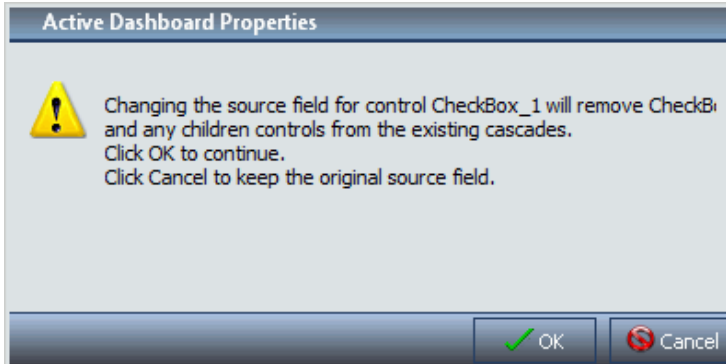 Active Dashboard Properties
Changing the source field for control CheckBox_1 will remove
and any children controls from the existing cascades.
Click OK to continue.
Click Cancel to keep the original source field.
OK
Cancel